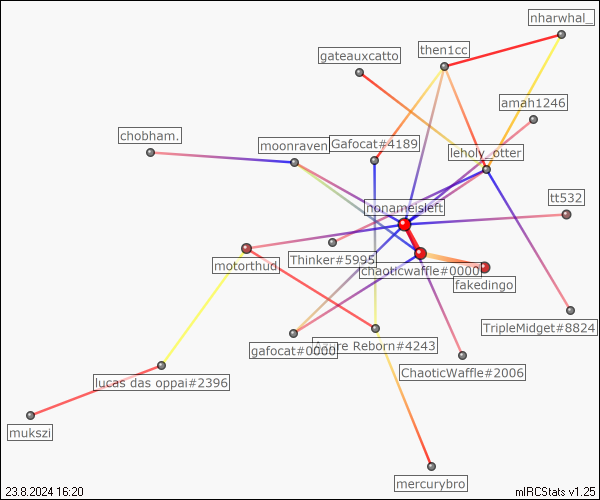 nharwhal_
then1cc
gateauxcatto
amah1246
chobham.
moonraven
Gafocat#4189
leholy_otter
tt532
nonameisleft
Thinker#5995
motorthud
chaoticwaffle#0000
fakedingo
TripleMidget#8824
gafocat#0000
Azure Reborn#4243
ChaoticWaffle#2006
lucas das oppai#2396
mukszi
mercurybro
23.8.2024 16:20
mIRCStats v1.25